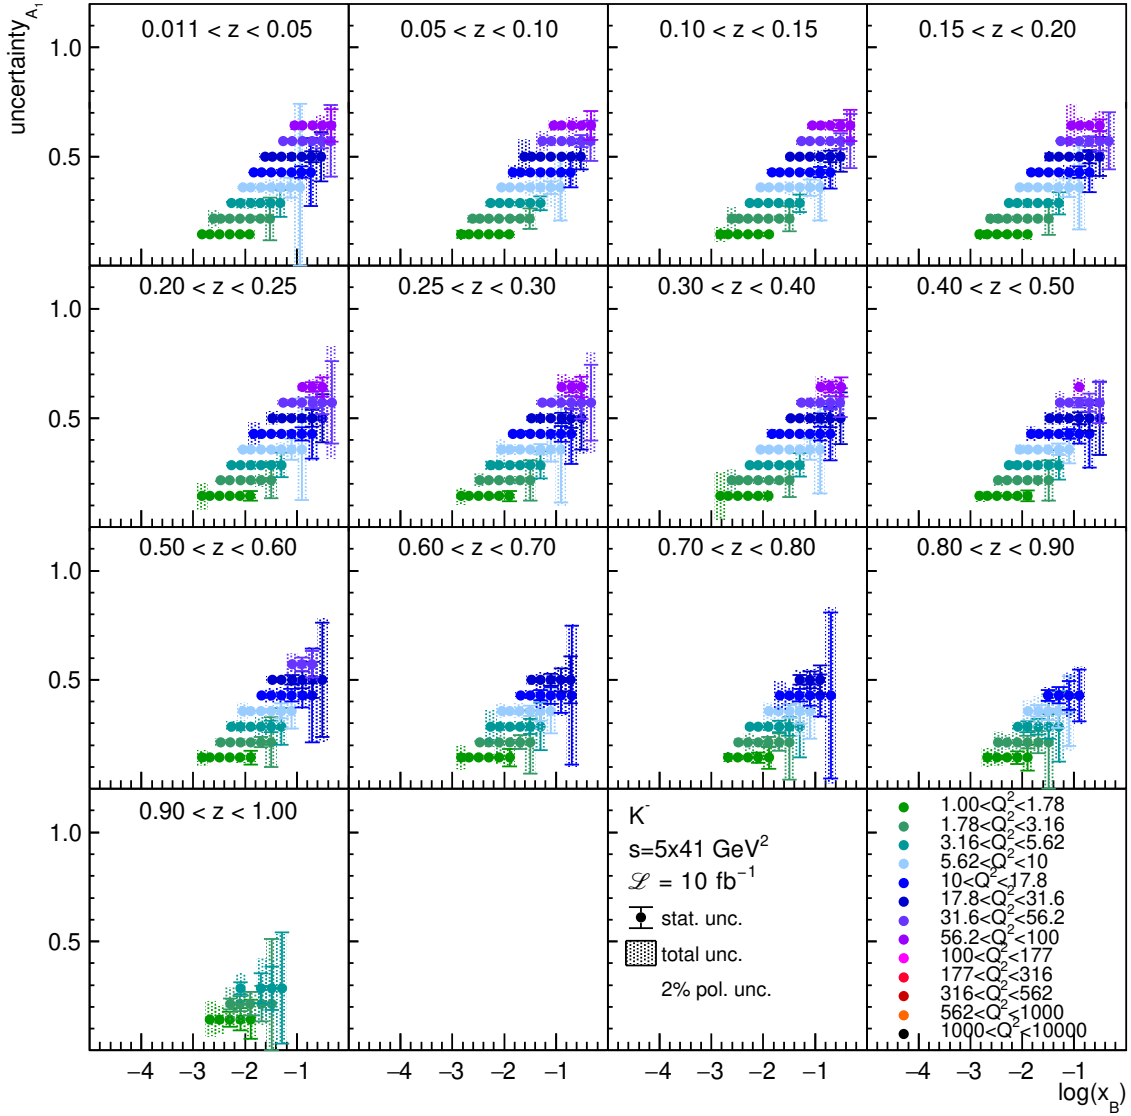 uncertainty_A₁
0.011 < z < 0.05
0.05 < z < 0.10
0.10 < z < 0.15
0.15 < z < 0.20
1.0
0.5
0.20 < z < 0.25
0.25 < z < 0.30
0.30 < z < 0.40
0.40 < z < 0.50
1.0
0.5
0.50 < z < 0.60
0.60 < z < 0.70
0.70 < z < 0.80
0.80 < z < 0.90
1.0
0.5
0.90 < z < 1.00
1.0
0.5
K⁻
s=5x41 GeV²
ℒ = 10 fb⁻¹
stat. unc.
total unc.
2% pol. unc.
1.00<Q²<1.78
1.78<Q²<3.16
3.16<Q²<5.62
5.62<Q²<10
10<Q²<17.8
17.8<Q²<31.6
31.6<Q²<56.2
56.2<Q²<100
100<Q²<177
177<Q²<316
316<Q²<562
562<Q²<1000
1000<Q²<10000
−4 −3 −2 −1 −4 −3 −2 −1 −4 −3 −2 −1 −4 −3 −2 −1
log(x_B)